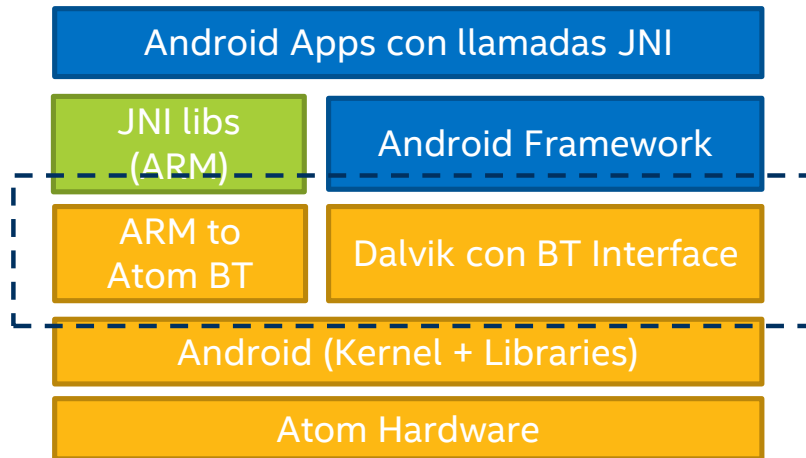 Android Apps con llamadas JNI
JNI libs
(ARM)
Android Framework
ARM to
Atom BT
Dalvik con BT Interface
Android (Kernel + Libraries)
Atom Hardware